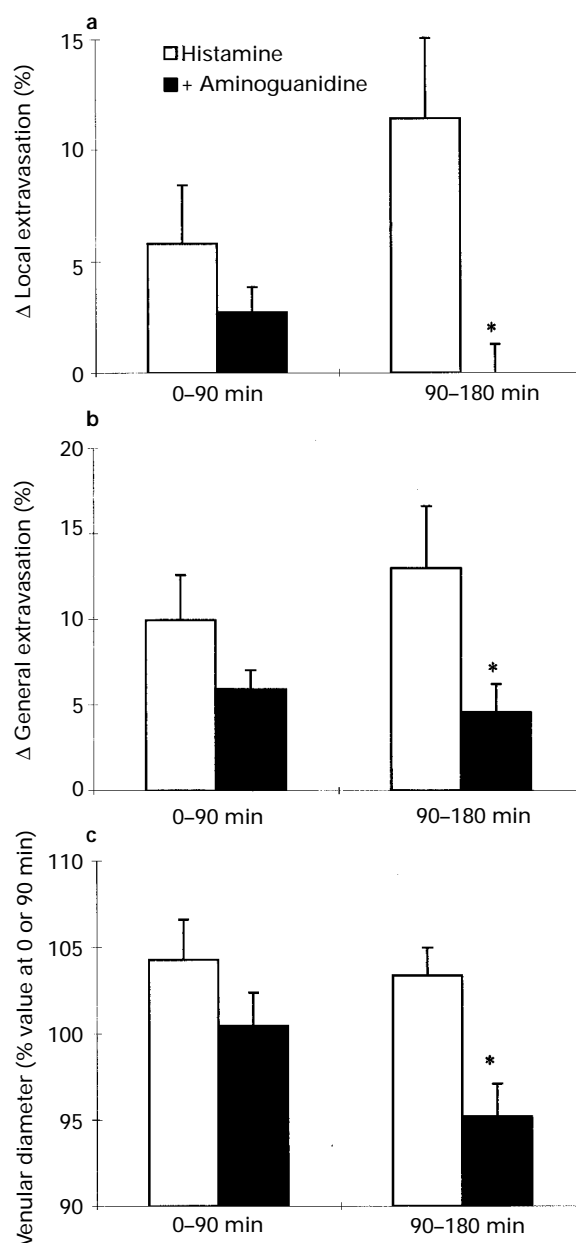 a
15
Histamine
+ Aminoguanidine
10
Δ Local extravasation (%)
5
*
0
0–90 min
90–180 min
b
20
15
Δ General extravasation (%)
10
*
5
0
0–90 min
90–180 min
c
110
Venular diameter (% value at 0 or 90 min)
105
100
*
95
90
0–90 min
90–180 min